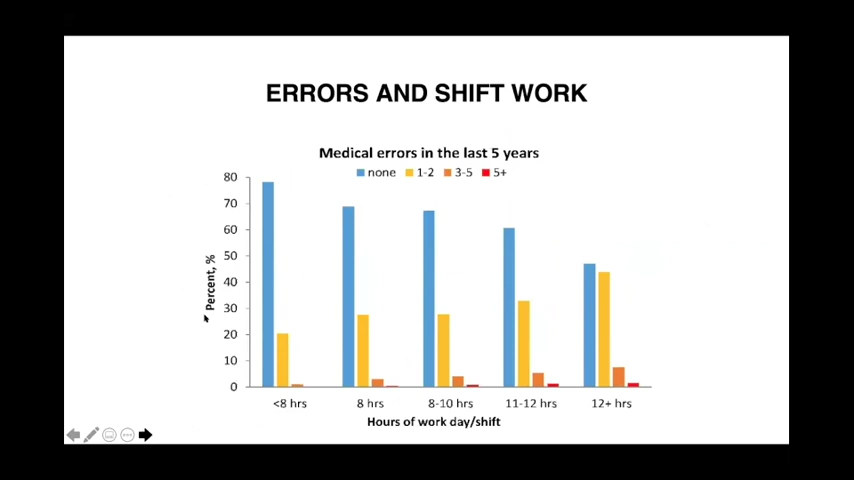 ERRORS AND SHIFT WORK
Medical errors in the last 5 years
none 1-2 3-5 5+
80
70
60
50
40
30
20
10
0
Percent, %
<8 hrs 8 hrs 8-10 hrs 11-12 hrs 12+ hrs
Hours of work day/shift